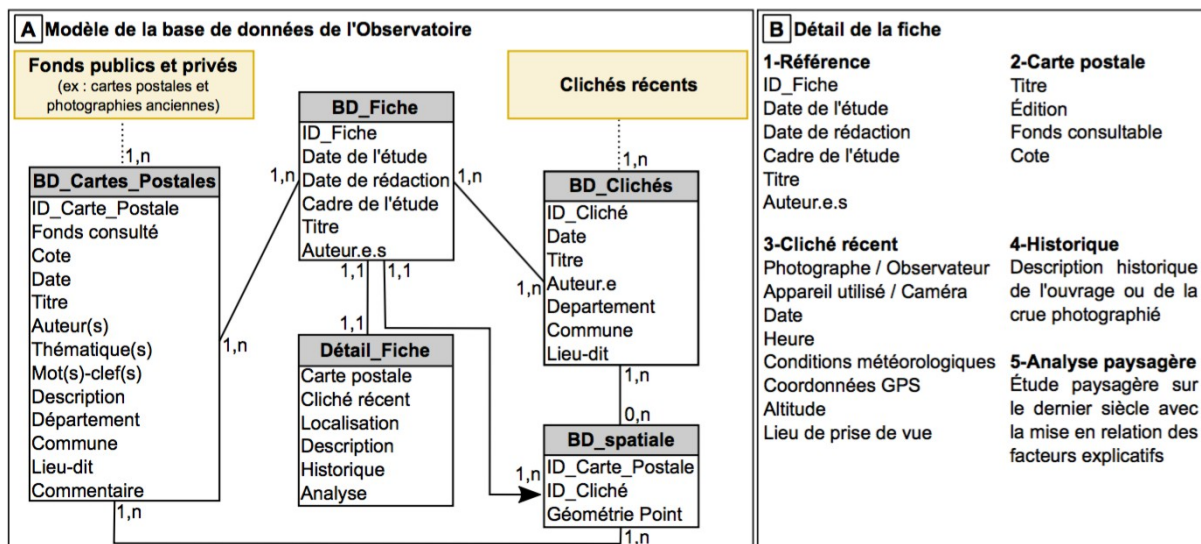 A Modèle de la base de données de l'Observatoire
Fonds publics et privés
(ex : cartes postales et
photographies anciennes)
Clichés récents
1,n
BD_Cartes_Postales
ID_Carte_Postale
Fonds consulté
Cote
Date
Titre
Auteur(s)
Thématique(s)
Mot(s)-clef(s)
Description
Département
Commune
Lieu-dit
Commentaire
1,n
1,n
1,n
BD_Fiche
ID_Fiche
Date de l'étude
Date de rédaction
Cadre de l'étude
Titre
Auteur.e.s
1,n
1,n
1,1
1,1
1,1
Détail_Fiche
Carte postale
Cliché récent
Localisation
Description
Historique
Analyse
1,n
BD_Clichés
ID_Cliché
Date
Titre
Auteur.e
Departement
Commune
Lieu-dit
1,n
0,n
BD_spatiale
ID_Carte_Postale
ID_Cliché
Géométrie Point
1,n
1,n
B Détail de la fiche
1-Référence
ID_Fiche
Date de l'étude
Date de rédaction
Cadre de l'étude
Titre
Auteur.e.s
2-Carte postale
Titre
Édition
Fonds consultable
Cote
3-Cliché récent
Photographe / Observateur
Appareil utilisé / Caméra
Date
Heure
Conditions météorologiques
Coordonnées GPS
Altitude
Lieu de prise de vue
4-Historique
Description historique
de l'ouvrage ou de la
crue photographié
5-Analyse paysagère
Étude paysagère sur
le dernier siècle avec
la mise en relation des
facteurs explicatifs